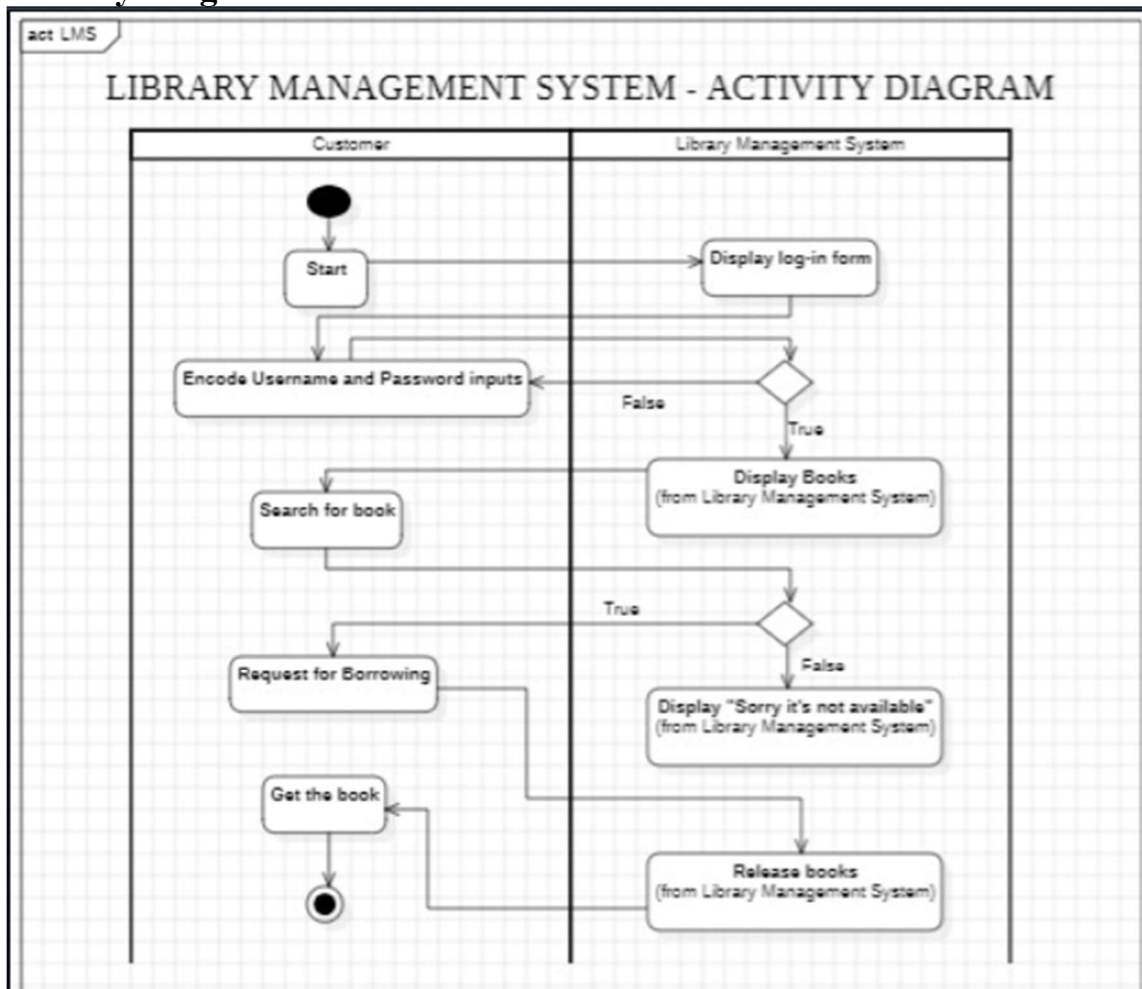 act LMS
LIBRARY MANAGEMENT SYSTEM - ACTIVITY DIAGRAM
Customer
Library Management System
Start
Display log-in form
Encode Username and Password inputs
False
True
Display Books
(from Library Management System)
Search for book
True
False
Request for Borrowing
Display "Sorry it's not available"
(from Library Management System)
Get the book
Release books
(from Library Management System)